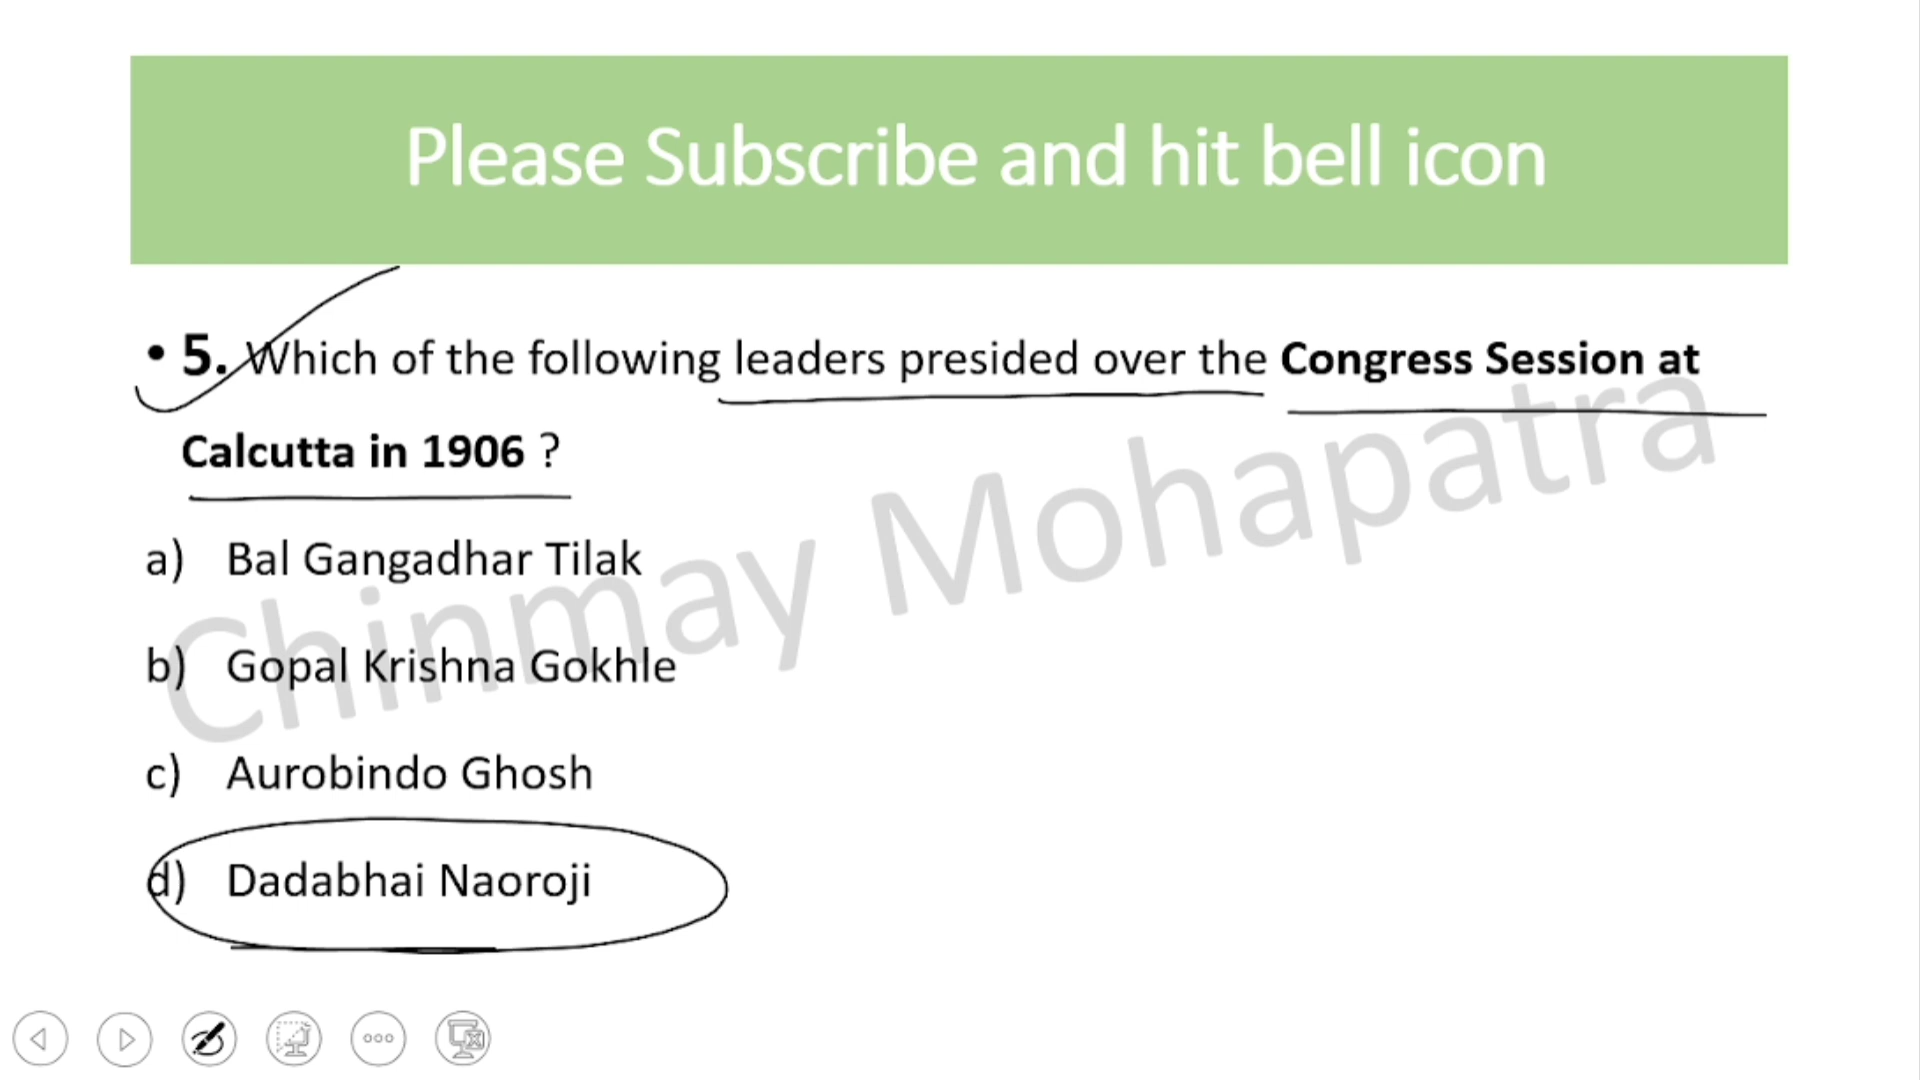 Please Subscribe and hit bell icon
• 5. Which of the following leaders presided over the Congress Session at
Calcutta in 1906 ?
a) Bal Gangadhar Tilak
b) Gopal Krishna Gokhle
c) Aurobindo Ghosh
d) Dadabhai Naoroji
Chinmay Mohapatra